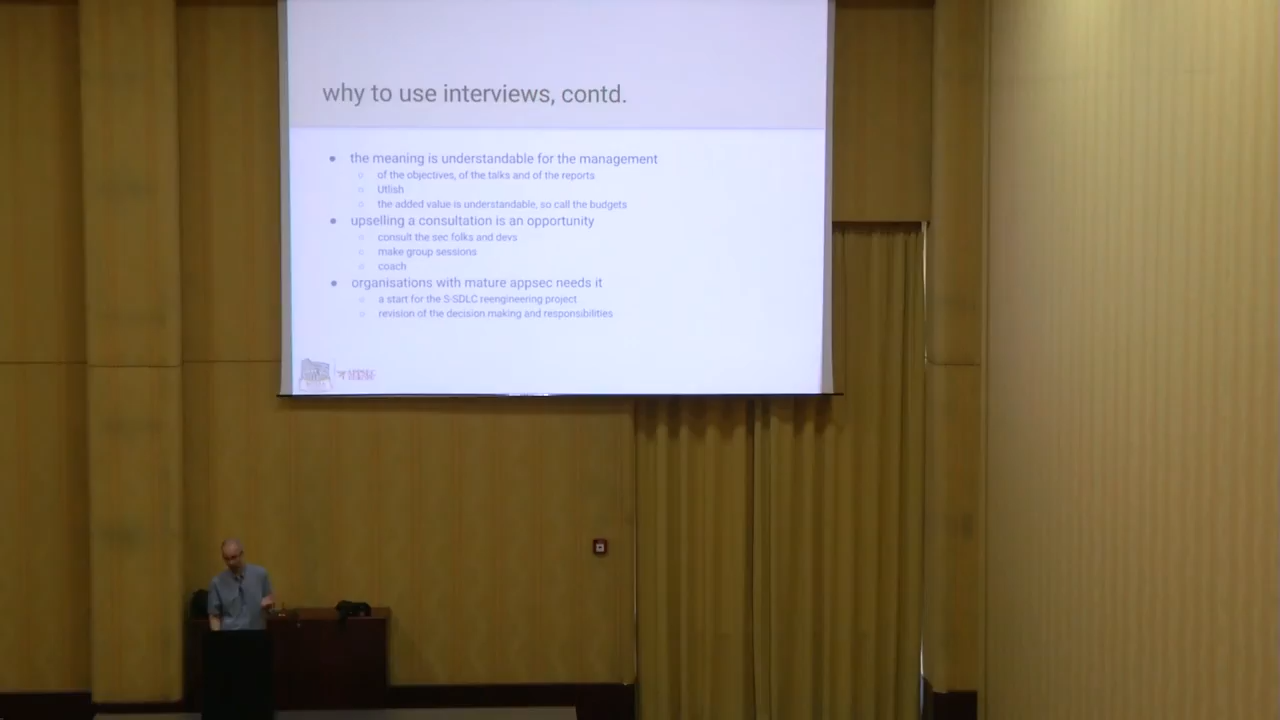 why to use interviews, contd.
the meaning is understandable for the management
of the objectives, of the talks and of the reports
Utlish
the added value is understandable, so call the budgets
upselling a consultation is an opportunity
consult the sec folks and devs
make group sessions
coach
organisations with mature appsec needs it
a start for the S-SDLC reengineering project
revision of the decision making and responsibilities